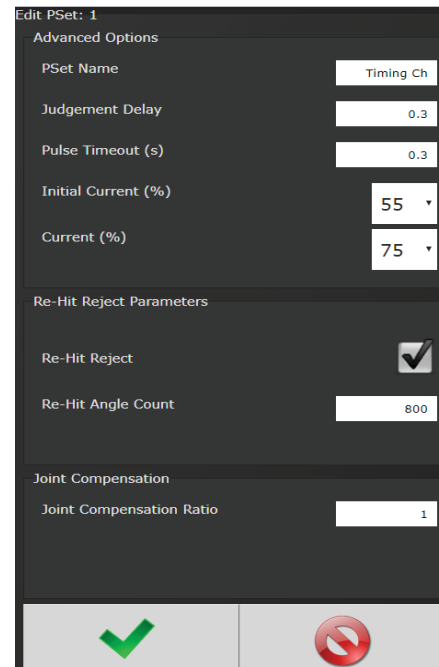 Edit PSet: 1
Advanced Options
PSet Name Timing Ch
Judgement Delay 0.3
Pulse Timeout (s) 0.3
Initial Current (%) 55
Current (%) 75
Re-Hit Reject Parameters
Re-Hit Reject
Re-Hit Angle Count 800
Joint Compensation
Joint Compensation Ratio 1